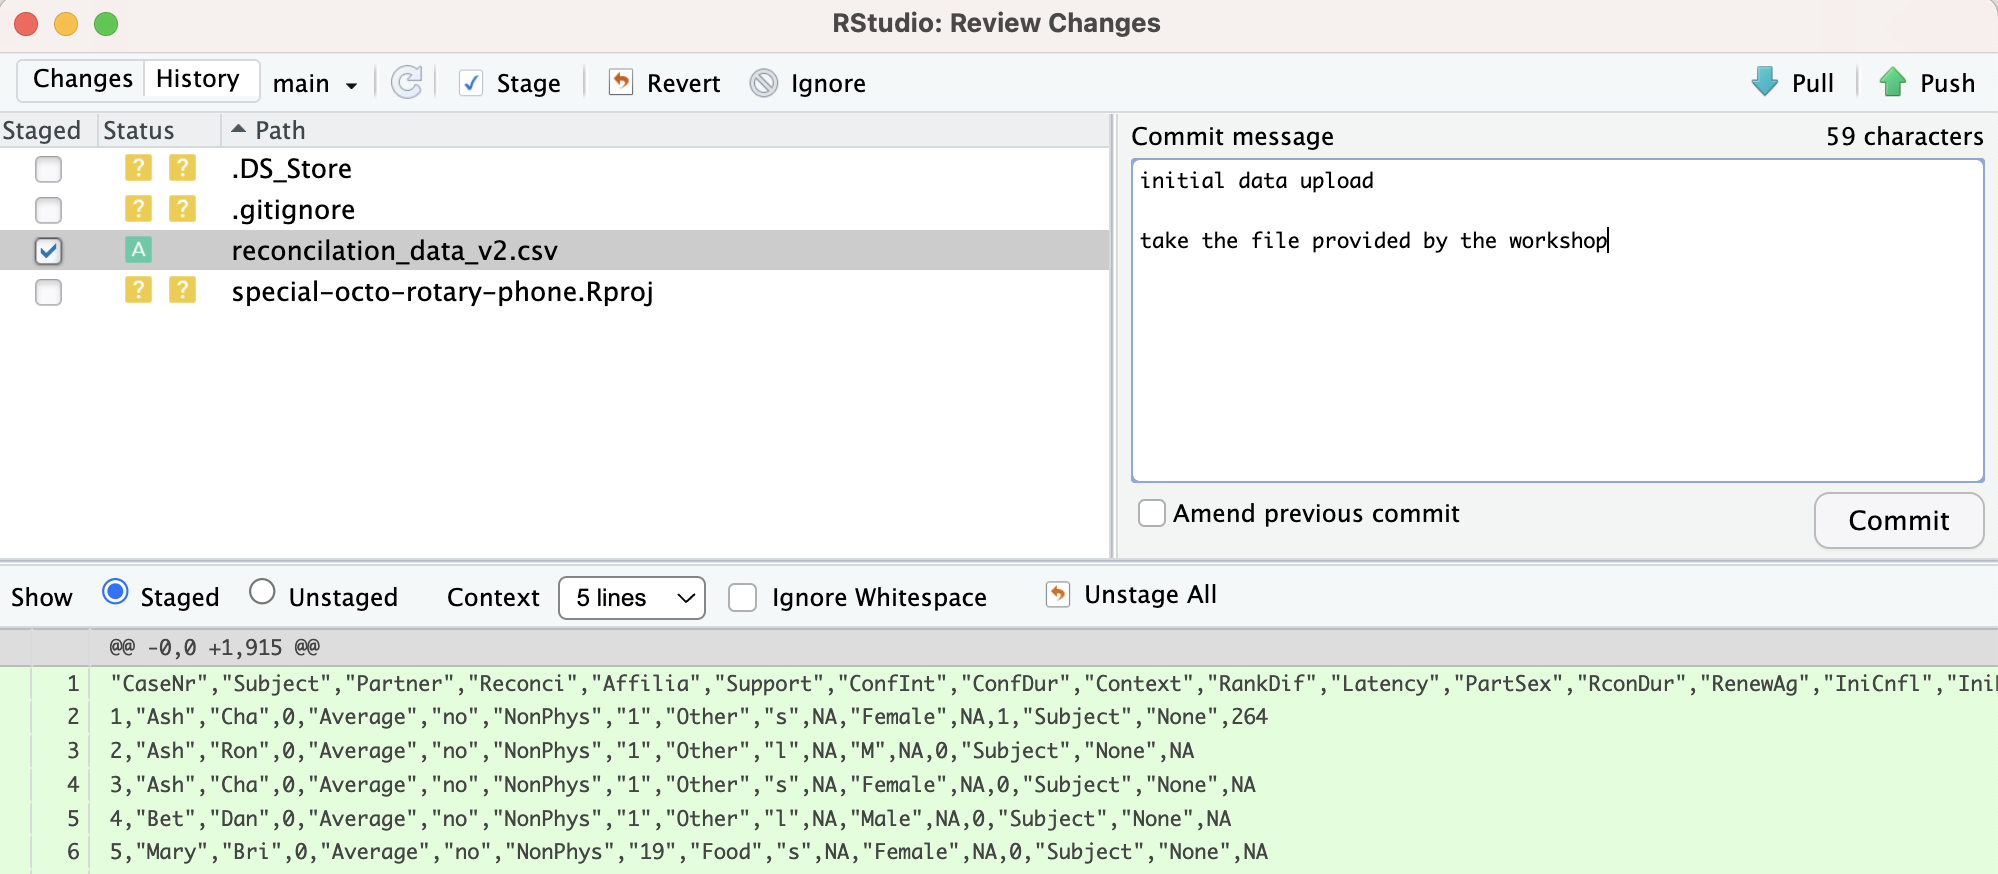 RStudio: Review Changes
Changes History main Stage Revert Ignore Pull Push
Staged Status Path
? ? .DS_Store
? ? .gitignore
A reconcilation_data_v2.csv
? ? special-octo-rotary-phone.Rproj
Commit message 59 characters
initial data upload
take the file provided by the workshop
Amend previous commit Commit
Show Staged Unstaged Context 5 lines Ignore Whitespace Unstage All
@@ -0,0 +1,915 @@
1 "CaseNr","Subject","Partner","Reconci","Affilia","Support","ConfInt","ConfDur","Context","RankDif","Latency","PartSex","RconDur","RenewAg","IniCnfl","Ini
2 1,"Ash","Cha",0,"Average","no","NonPhys","1","Other","s",NA,"Female",NA,1,"Subject","None",264
3 2,"Ash","Ron",0,"Average","no","NonPhys","1","Other","l",NA,"M",NA,0,"Subject","None",NA
4 3,"Ash","Cha",0,"Average","no","NonPhys","1","Other","s",NA,"Female",NA,0,"Subject","None",NA
5 4,"Bet","Dan",0,"Average","no","NonPhys","1","Other","l",NA,"Male",NA,0,"Subject","None",NA
6 5,"Mary","Bri",0,"Average","no","NonPhys","19","Food","s",NA,"Female",NA,0,"Subject","None",NA